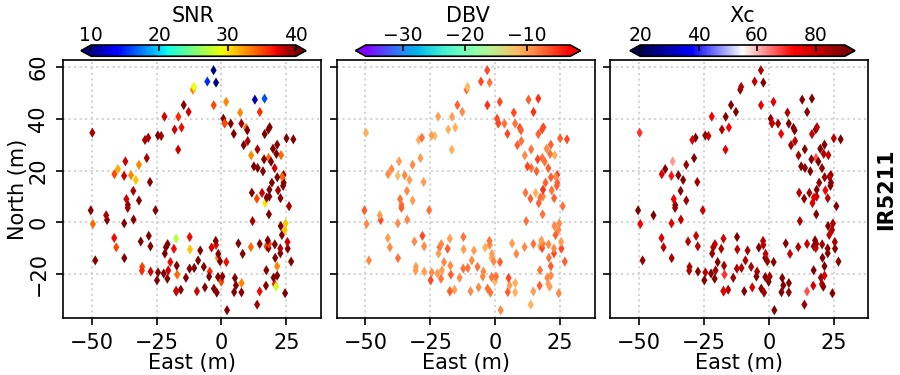 SNR DBV Xc
10 20 30 40 −30 −20 −10 20 40 60 80
60
40
20
0
−20
North (m)
IR5211
−50 −25 0 25 −50 −25 0 25 −50 −25 0 25
East (m) East (m) East (m)